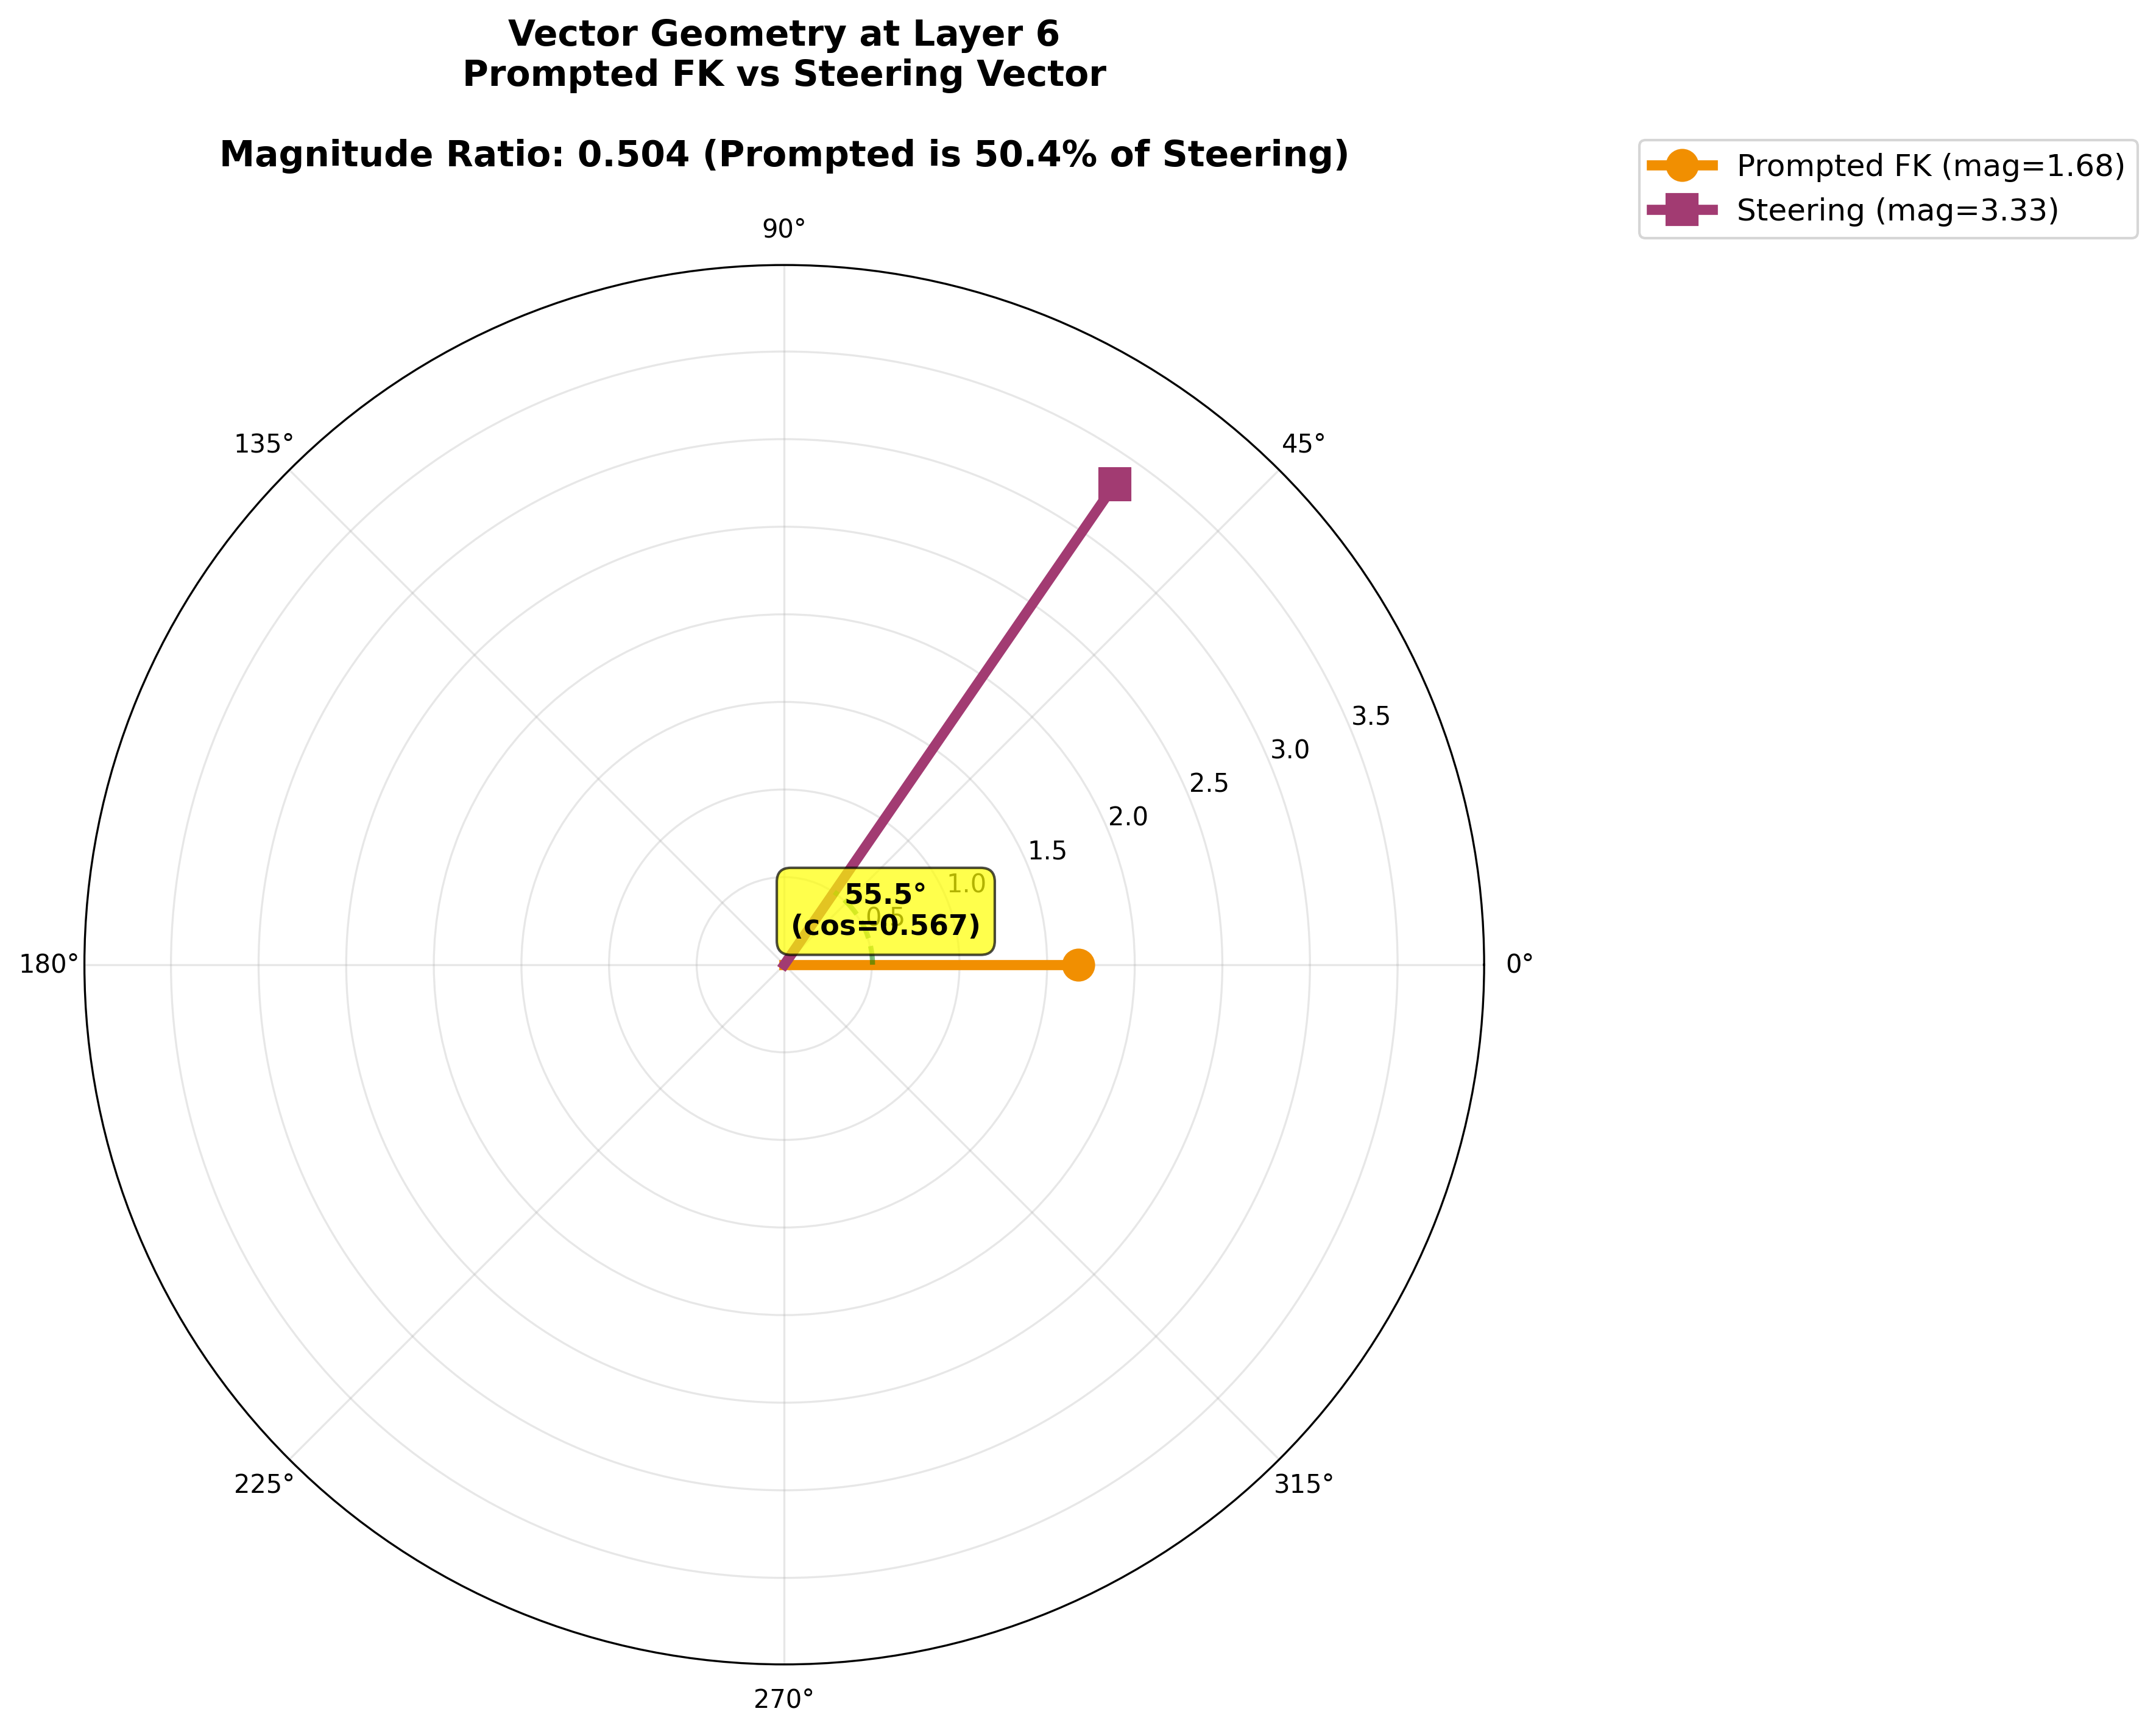 Vector Geometry at Layer 6
Prompted FK vs Steering Vector
Magnitude Ratio: 0.504 (Prompted is 50.4% of Steering)
Prompted FK (mag=1.68)
Steering (mag=3.33)
90°
135°
45°
3.5
3.0
2.5
2.0
1.5
1.0
0.5
55.5°
(cos=0.567)
180°
0°
225°
315°
270°